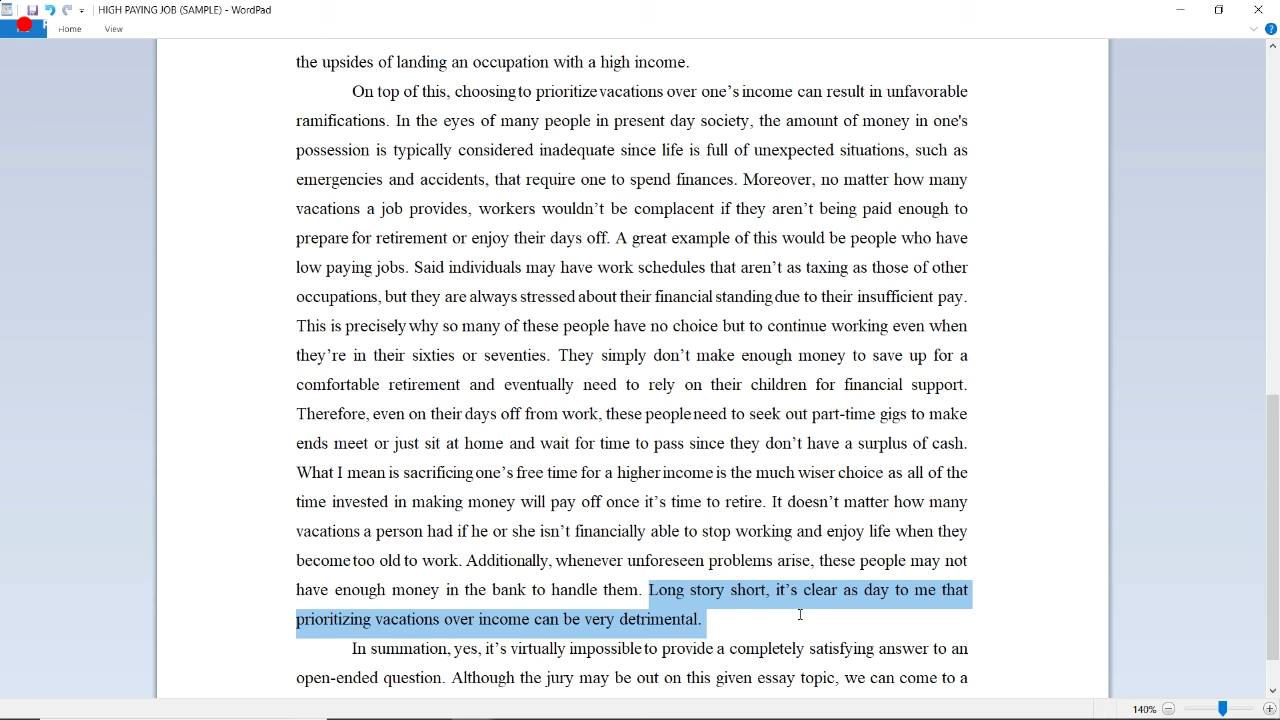 HIGH PAYING JOB (SAMPLE) - WordPad
Home
View
the upsides of landing an occupation with a high income.
On top of this, choosing to prioritize vacations over one’s income can result in unfavorable
ramifications. In the eyes of many people in present day society, the amount of money in one's
possession is typically considered inadequate since life is full of unexpected situations, such as
emergencies and accidents, that require one to spend finances. Moreover, no matter how many
vacations a job provides, workers wouldn’t be complacent if they aren’t being paid enough to
prepare for retirement or enjoy their days off. A great example of this would be people who have
low paying jobs. Said individuals may have work schedules that aren’t as taxing as those of other
occupations, but they are always stressed about their financial standing due to their insufficient pay.
This is precisely why so many of these people have no choice but to continue working even when
they’re in their sixties or seventies. They simply don’t make enough money to save up for a
comfortable retirement and eventually need to rely on their children for financial support.
Therefore, even on their days off from work, these people need to seek out part-time gigs to make
ends meet or just sit at home and wait for time to pass since they don’t have a surplus of cash.
What I mean is sacrificing one’s free time for a higher income is the much wiser choice as all of the
time invested in making money will pay off once it’s time to retire. It doesn’t matter how many
vacations a person had if he or she isn’t financially able to stop working and enjoy life when they
become too old to work. Additionally, whenever unforeseen problems arise, these people may not
have enough money in the bank to handle them. Long story short, it’s clear as day to me that
prioritizing vacations over income can be very detrimental.
In summation, yes, it’s virtually impossible to provide a completely satisfying answer to an
open-ended question. Although the jury may be out on this given essay topic, we can come to a
140%